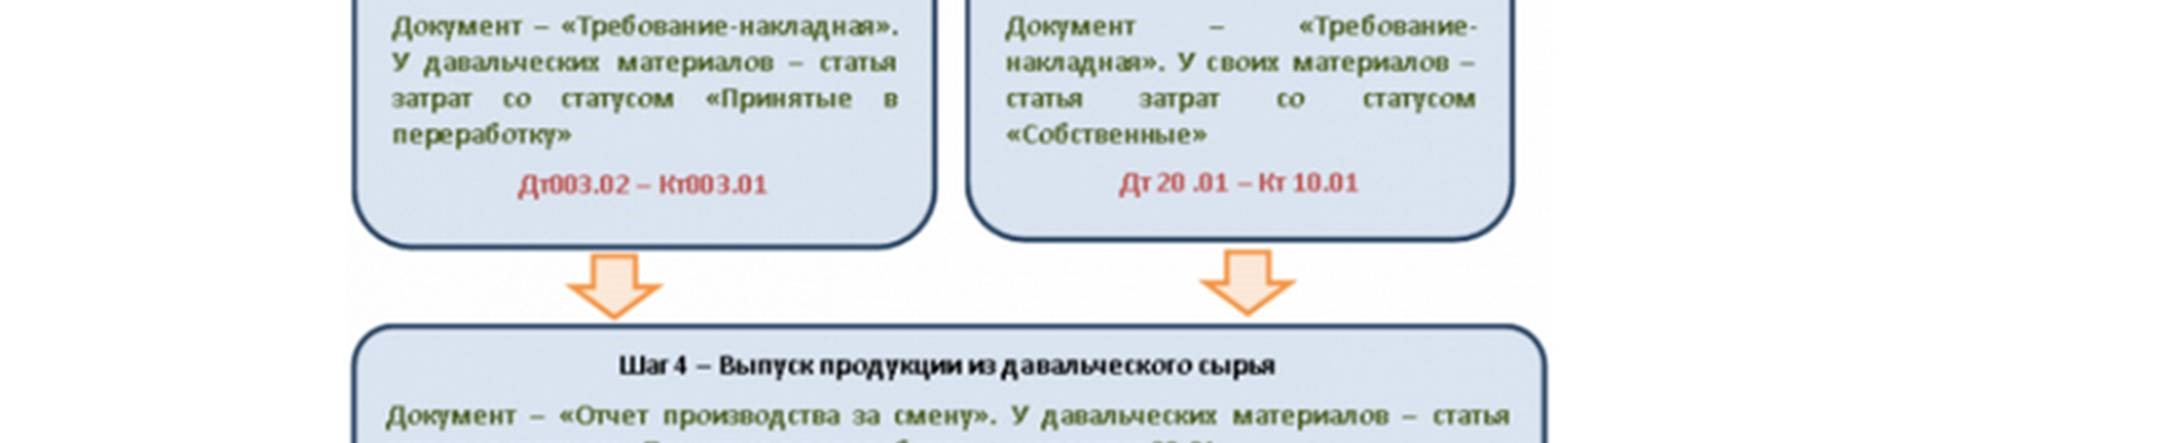 Документ – «Требование-накладная».
У давальческих материалов – статья
затрат со статусом «Принятые в
переработку»
Дт003.02 – Кт003.01
Документ – «Требование-
накладная». У своих материалов –
статья затрат со статусом
«Собственные»
Дт 20 .01 – Кт 10.01
Шаг 4 – Выпуск продукции из давальческого сырья
Документ – «Отчет производства за смену». У давальческих материалов – статья